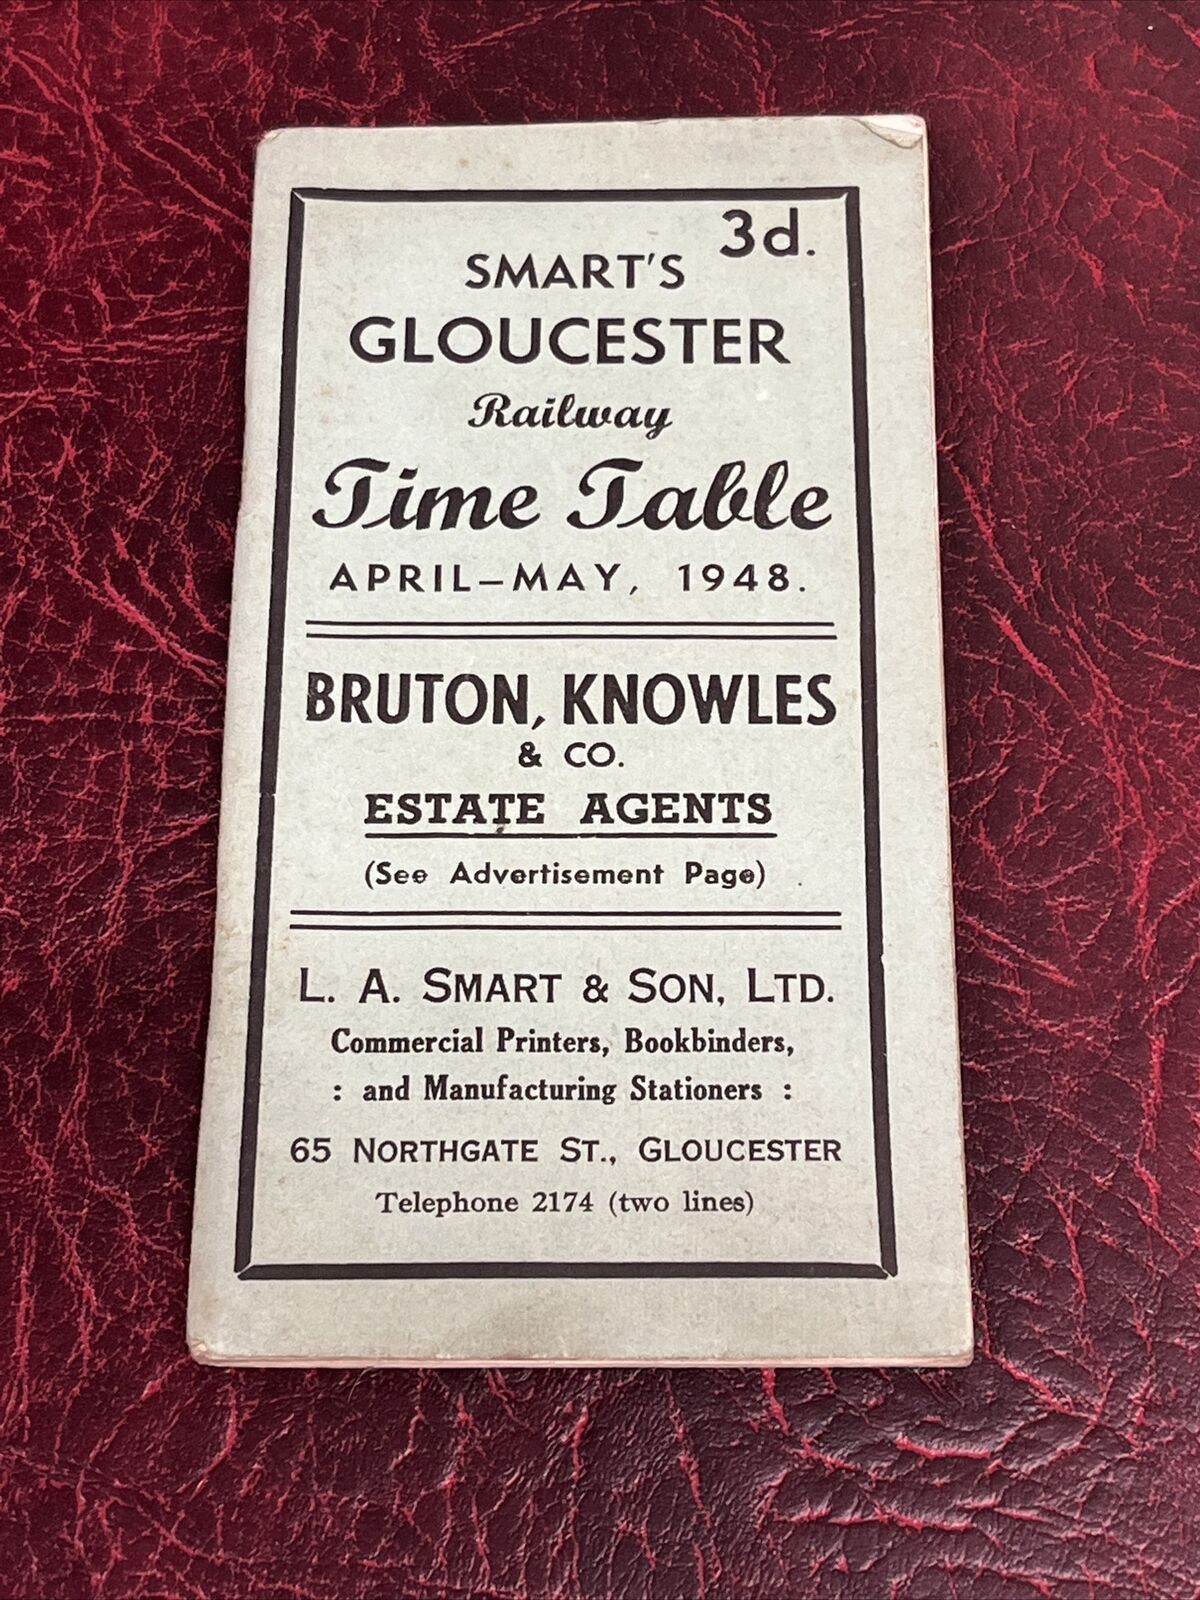 3d.
SMART'S
GLOUCESTER
Railway
Time Table
APRIL–MAY, 1948.
BRUTON, KNOWLES
& CO.
ESTATE AGENTS
(See Advertisement Page)
L. A. SMART & SON, LTD.
Commercial Printers, Bookbinders,
: and Manufacturing Stationers :
65 NORTHGATE ST., GLOUCESTER
Telephone 2174 (two lines)